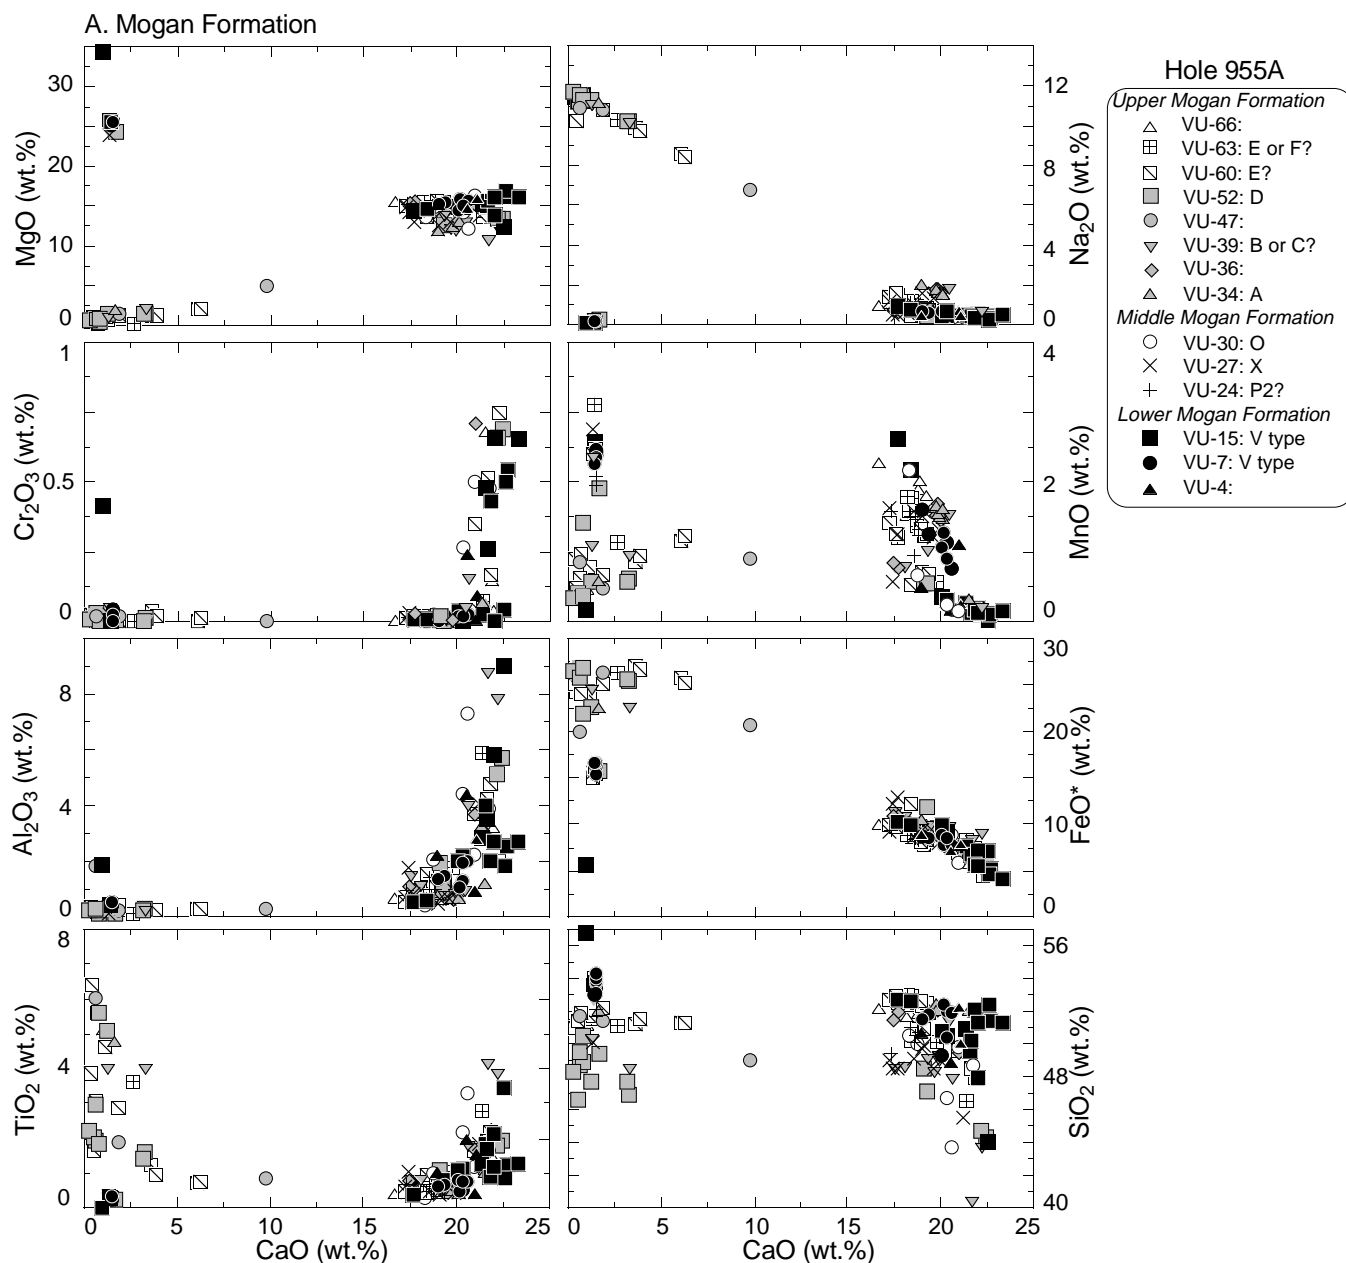 A. Mogan Formation
MgO (wt.%)
30
20
10
0
Na₂O (wt.%)
12
8
4
0
Cr₂O₃ (wt.%)
1
0.5
0
MnO (wt.%)
4
2
0
Al₂O₃ (wt.%)
8
4
0
FeO* (wt.%)
30
20
10
0
TiO₂ (wt.%)
8
4
0
SiO₂ (wt.%)
56
48
40
0 5 10 15 20 25
CaO (wt.%)
0 5 10 15 20 25
CaO (wt.%)
Hole 955A
Upper Mogan Formation
VU-66:
VU-63: E or F?
VU-60: E?
VU-52: D
VU-47:
VU-39: B or C?
VU-36:
VU-34: A
Middle Mogan Formation
VU-30: O
VU-27: X
VU-24: P2?
Lower Mogan Formation
VU-15: V type
VU-7: V type
VU-4: